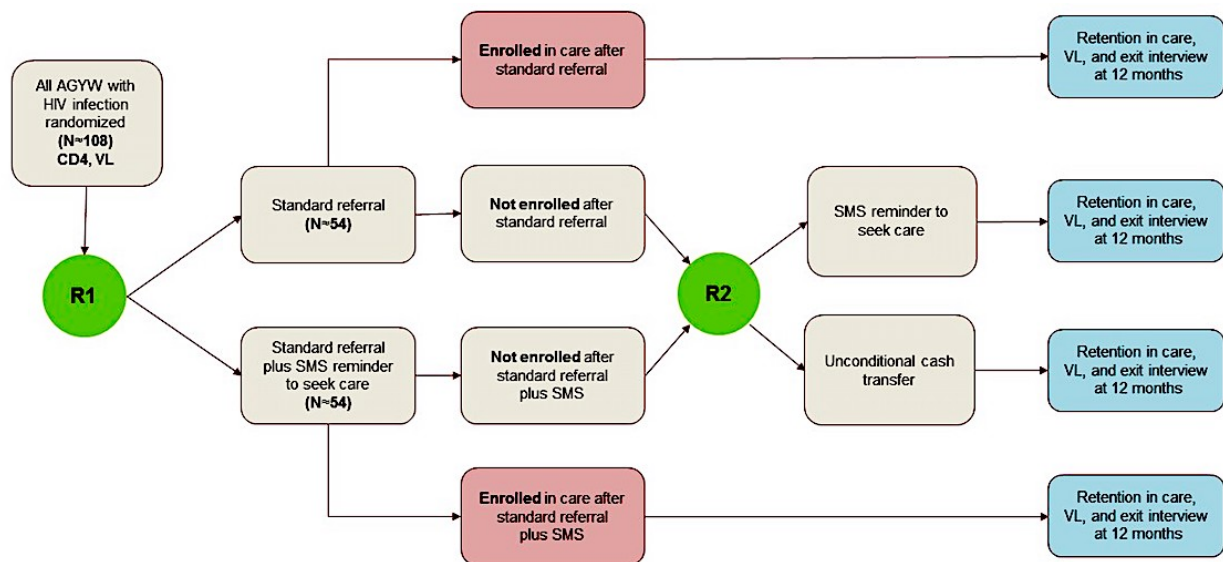 All AGYW with
HIV infection
randomized
(N≈108)
CD4, VL
R1
Standard referral
(N≈54)
Standard referral
plus SMS reminder
to seek care
(N≈54)
Enrolled in care after
standard referral
Not enrolled after
standard referral
Not enrolled after
standard referral
plus SMS
Enrolled in care after
standard referral
plus SMS
R2
SMS reminder to
seek care
Unconditional cash
transfer
Retention in care,
VL, and exit interview
at 12 months
Retention in care,
VL, and exit interview
at 12 months
Retention in care,
VL, and exit interview
at 12 months
Retention in care,
VL, and exit interview
at 12 months